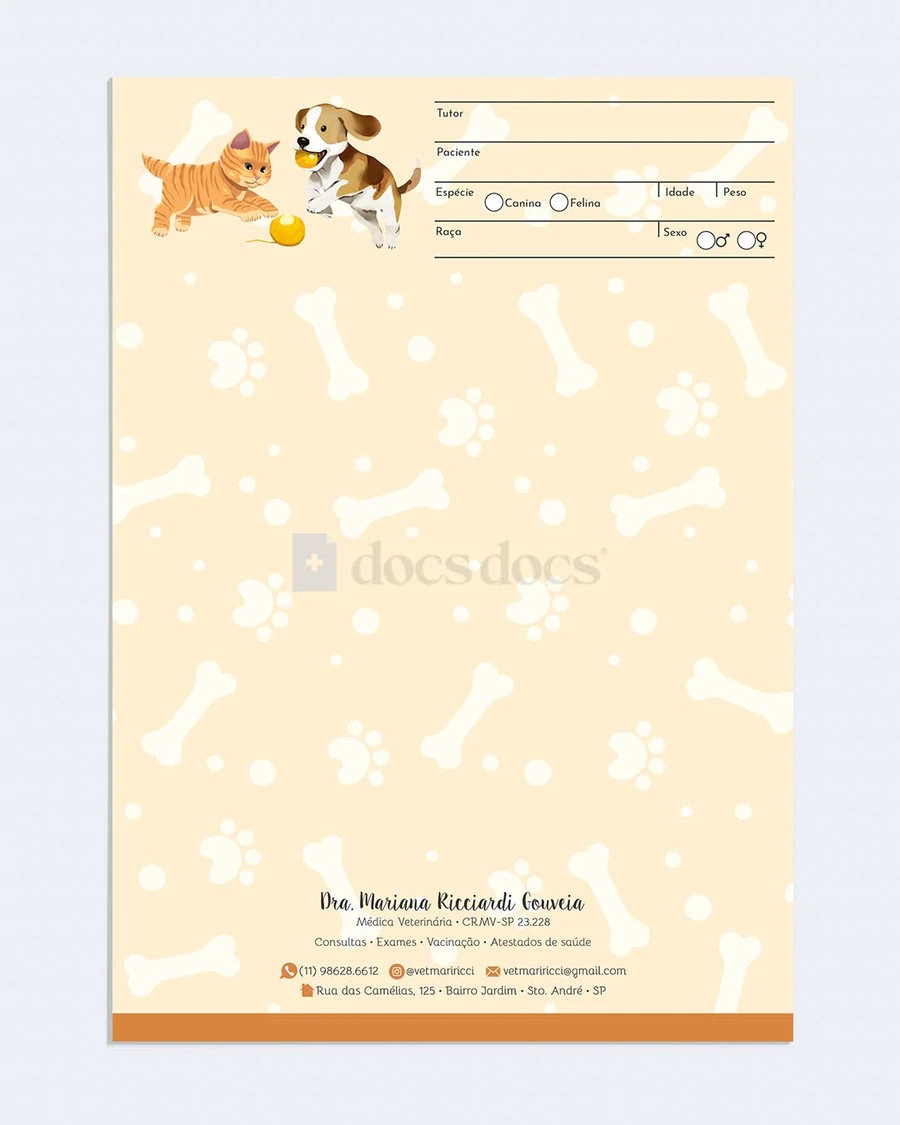 Tutor
Paciente
Espécie Canina Felina Idade Peso
Raça Sexo ♂ ♀
docsdocs®
Dra. Mariana Ricciardi Gouveia
Médica Veterinária • CRMV-SP 23.228
Consultas • Exames • Vacinação • Atestados de saúde
(11) 98628.6612 @vetmariricci vetmariricci@gmail.com
Rua das Camélias, 125 • Bairro Jardim • Sto. André • SP